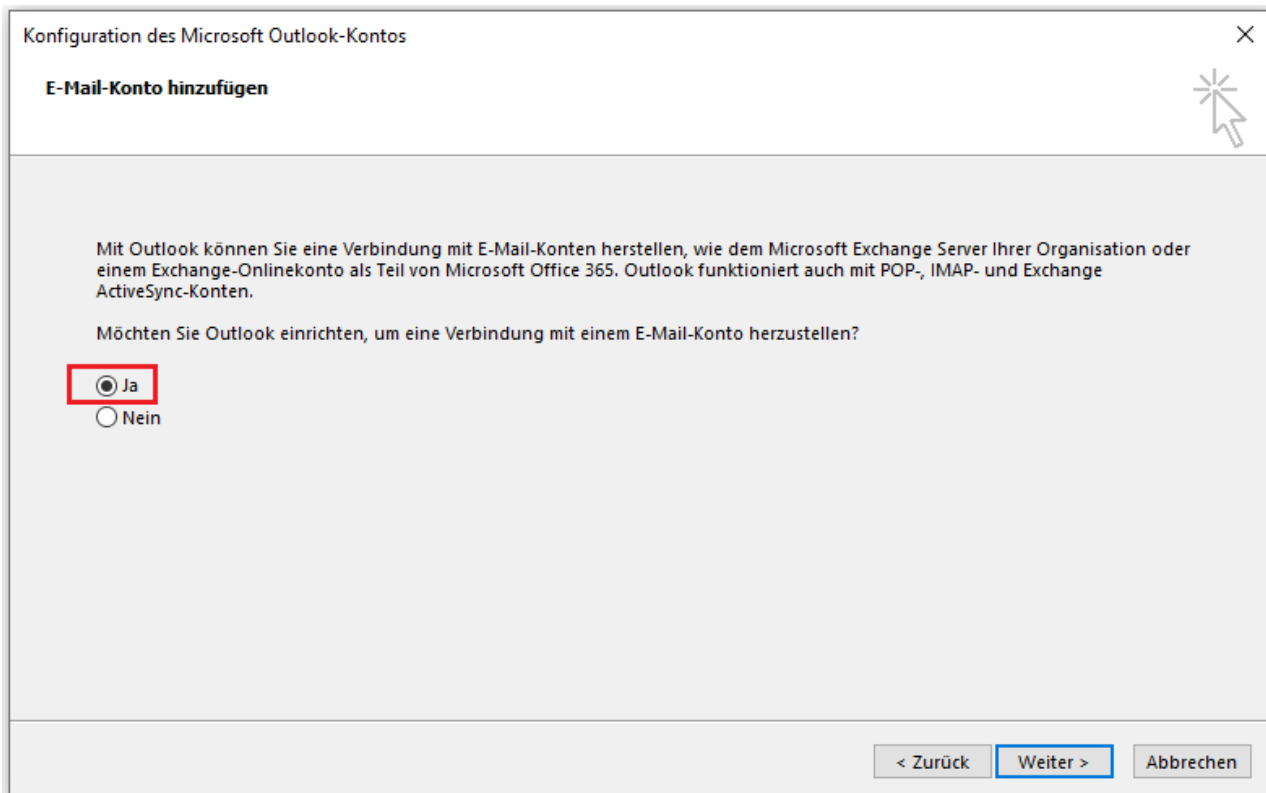 Konfiguration des Microsoft Outlook-Kontos
E-Mail-Konto hinzufügen
Mit Outlook können Sie eine Verbindung mit E-Mail-Konten herstellen, wie dem Microsoft Exchange Server Ihrer Organisation oder
einem Exchange-Onlinekonto als Teil von Microsoft Office 365. Outlook funktioniert auch mit POP-, IMAP- und Exchange
ActiveSync-Konten.
Möchten Sie Outlook einrichten, um eine Verbindung mit einem E-Mail-Konto herzustellen?
Ja
Nein
< Zurück Weiter > Abbrechen